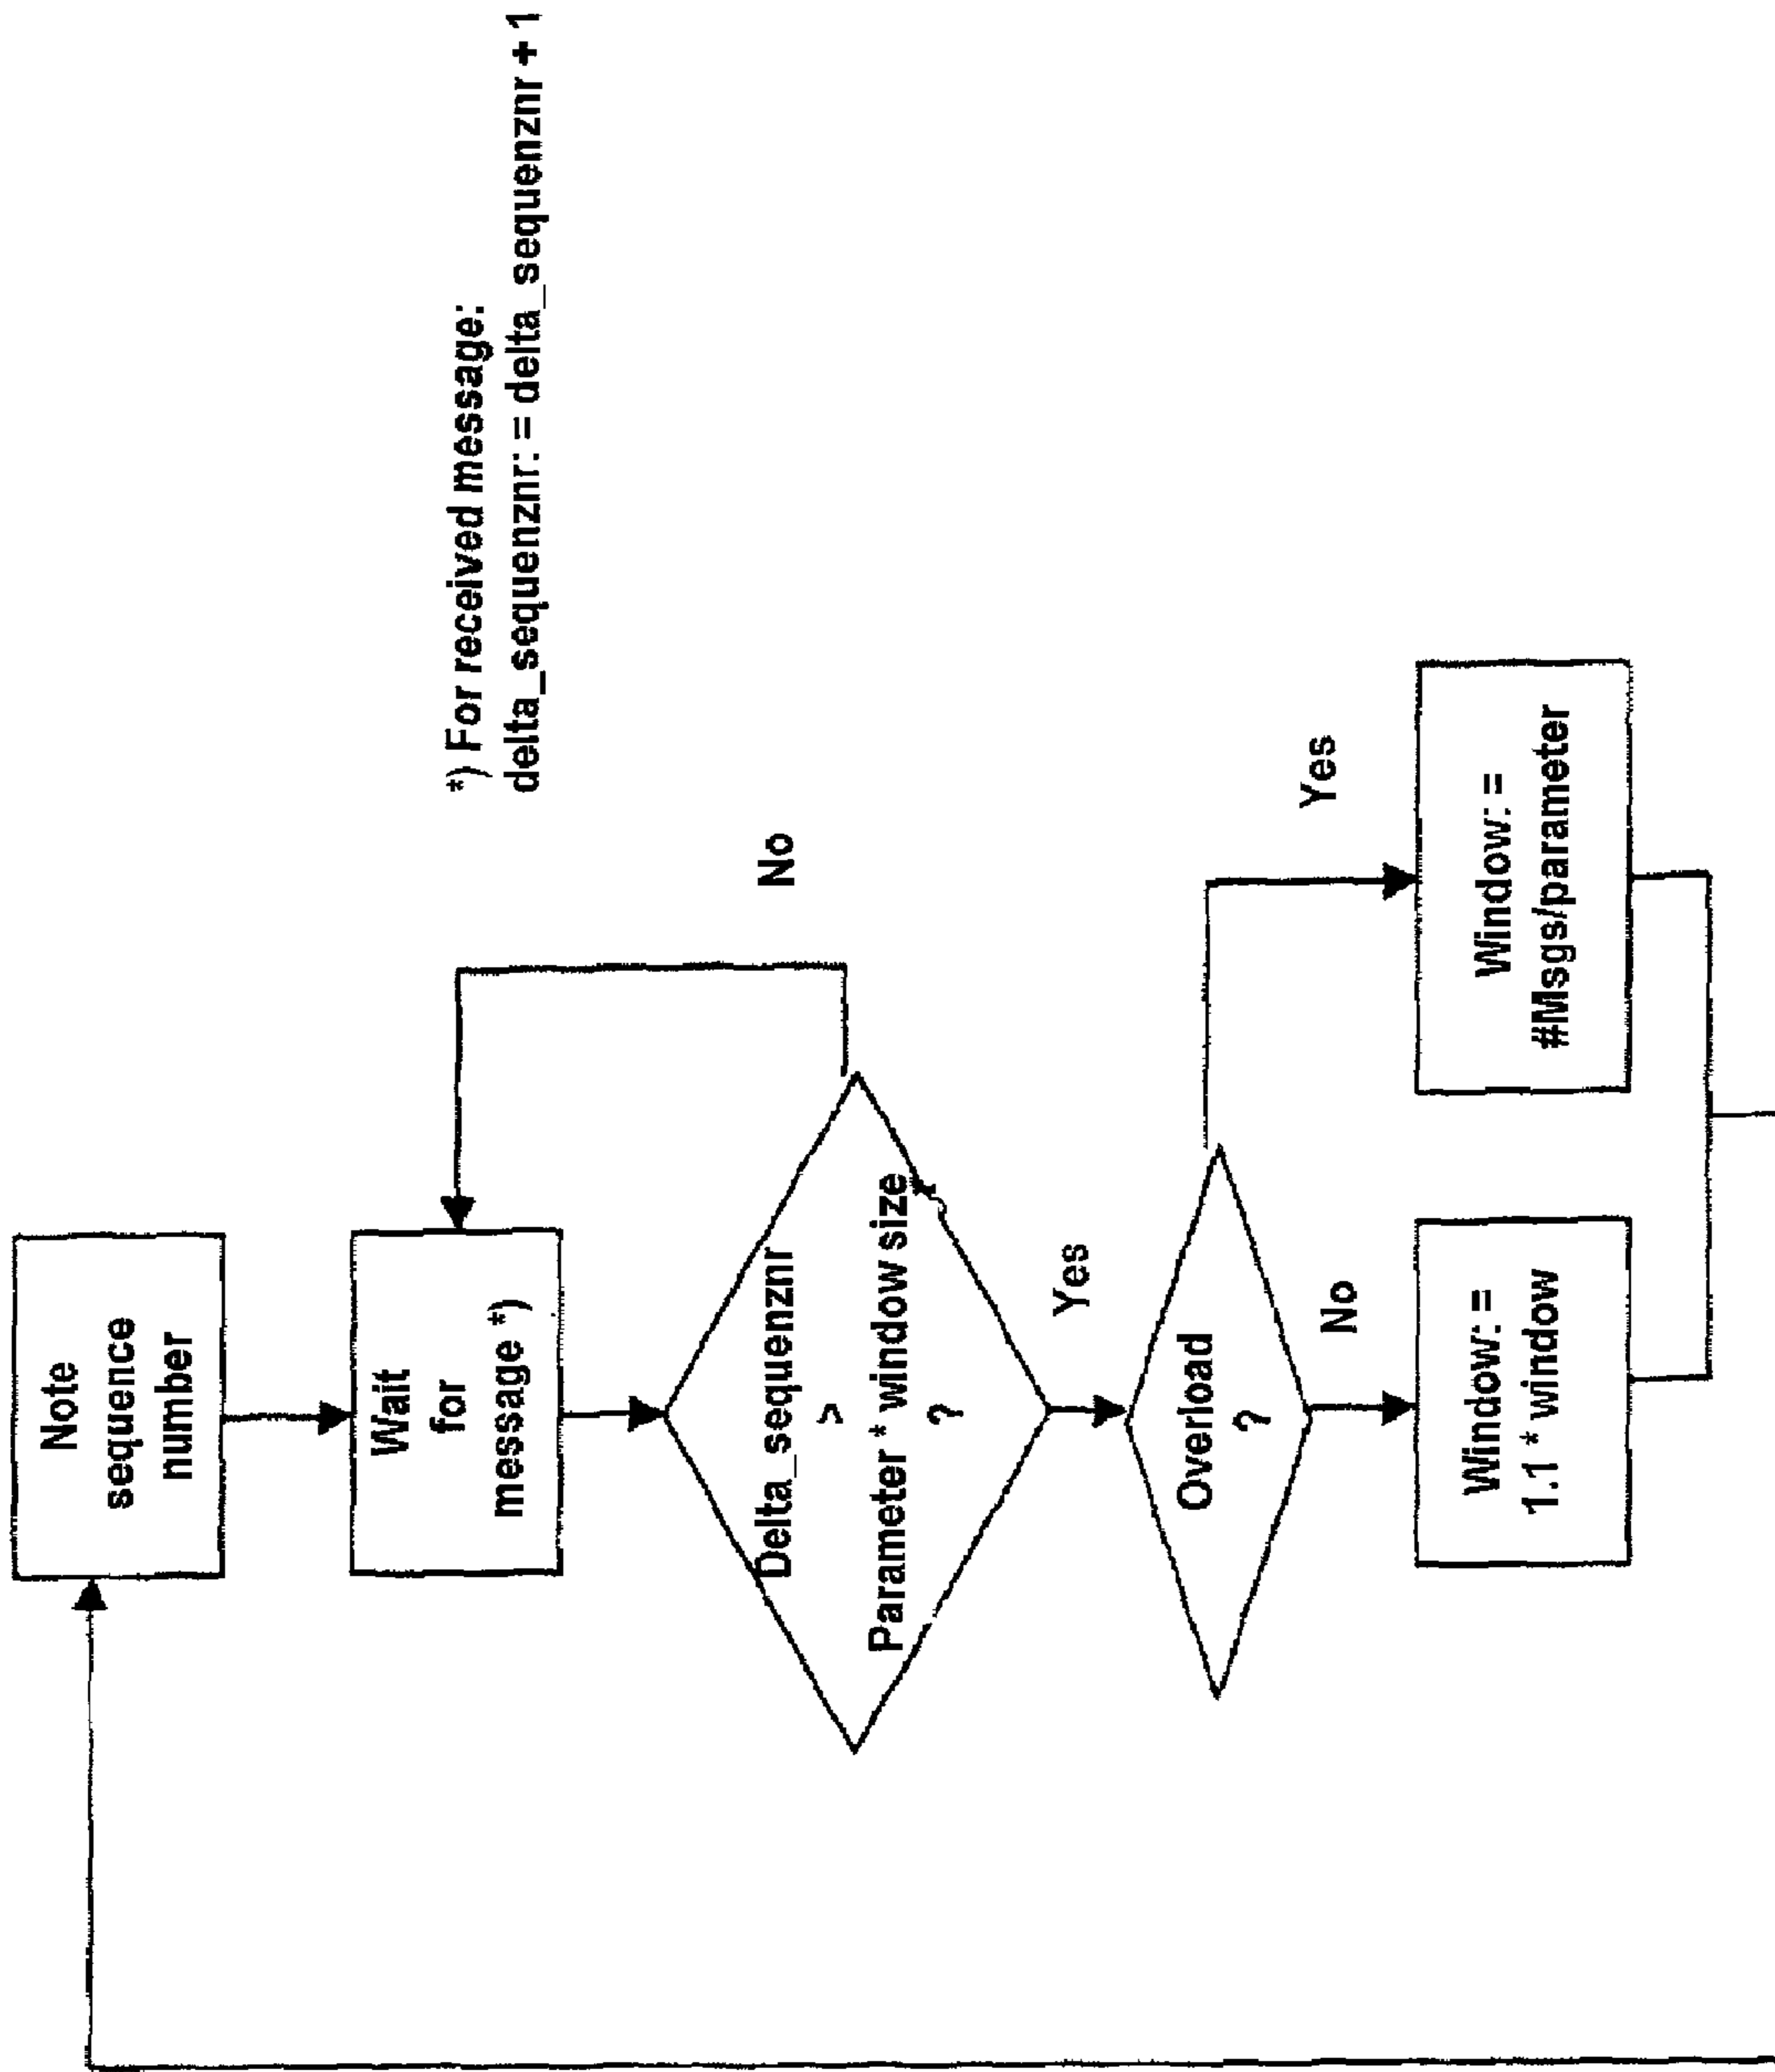 Note
sequence
number
Wait
for
message *)
*) For received message:
delta_sequenznr: = delta_sequenznr + 1
Delta_sequenznr
>
Parameter * window size
?
No
Yes
Overload
?
Yes
No
Window: =
1.1 * window
Window: =
#Msgs/parameter